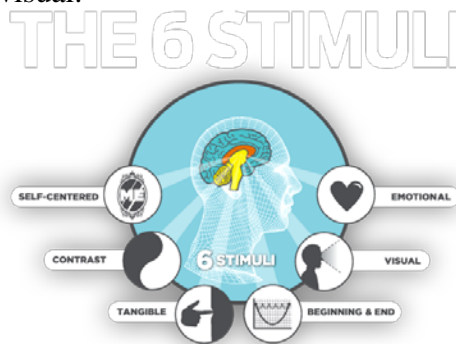 visual.
THE 6 STIMULI
SELF-CENTERED
ME
EMOTIONAL
CONTRAST
6 STIMULI
VISUAL
TANGIBLE
BEGINNING & END